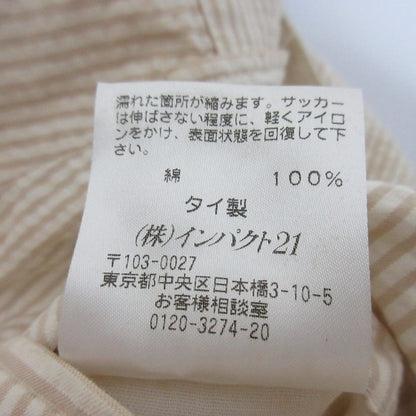 濡れた箇所が縮みます。サッカー
は伸ばさない程度に、軽くアイロ
ンをかけ、表面状態を回復して下
さい。
綿 100%
タイ製
(株)インパクト21
〒103-0027
東京都中央区日本橋3-10-5
お客様相談室
0120-3274-20